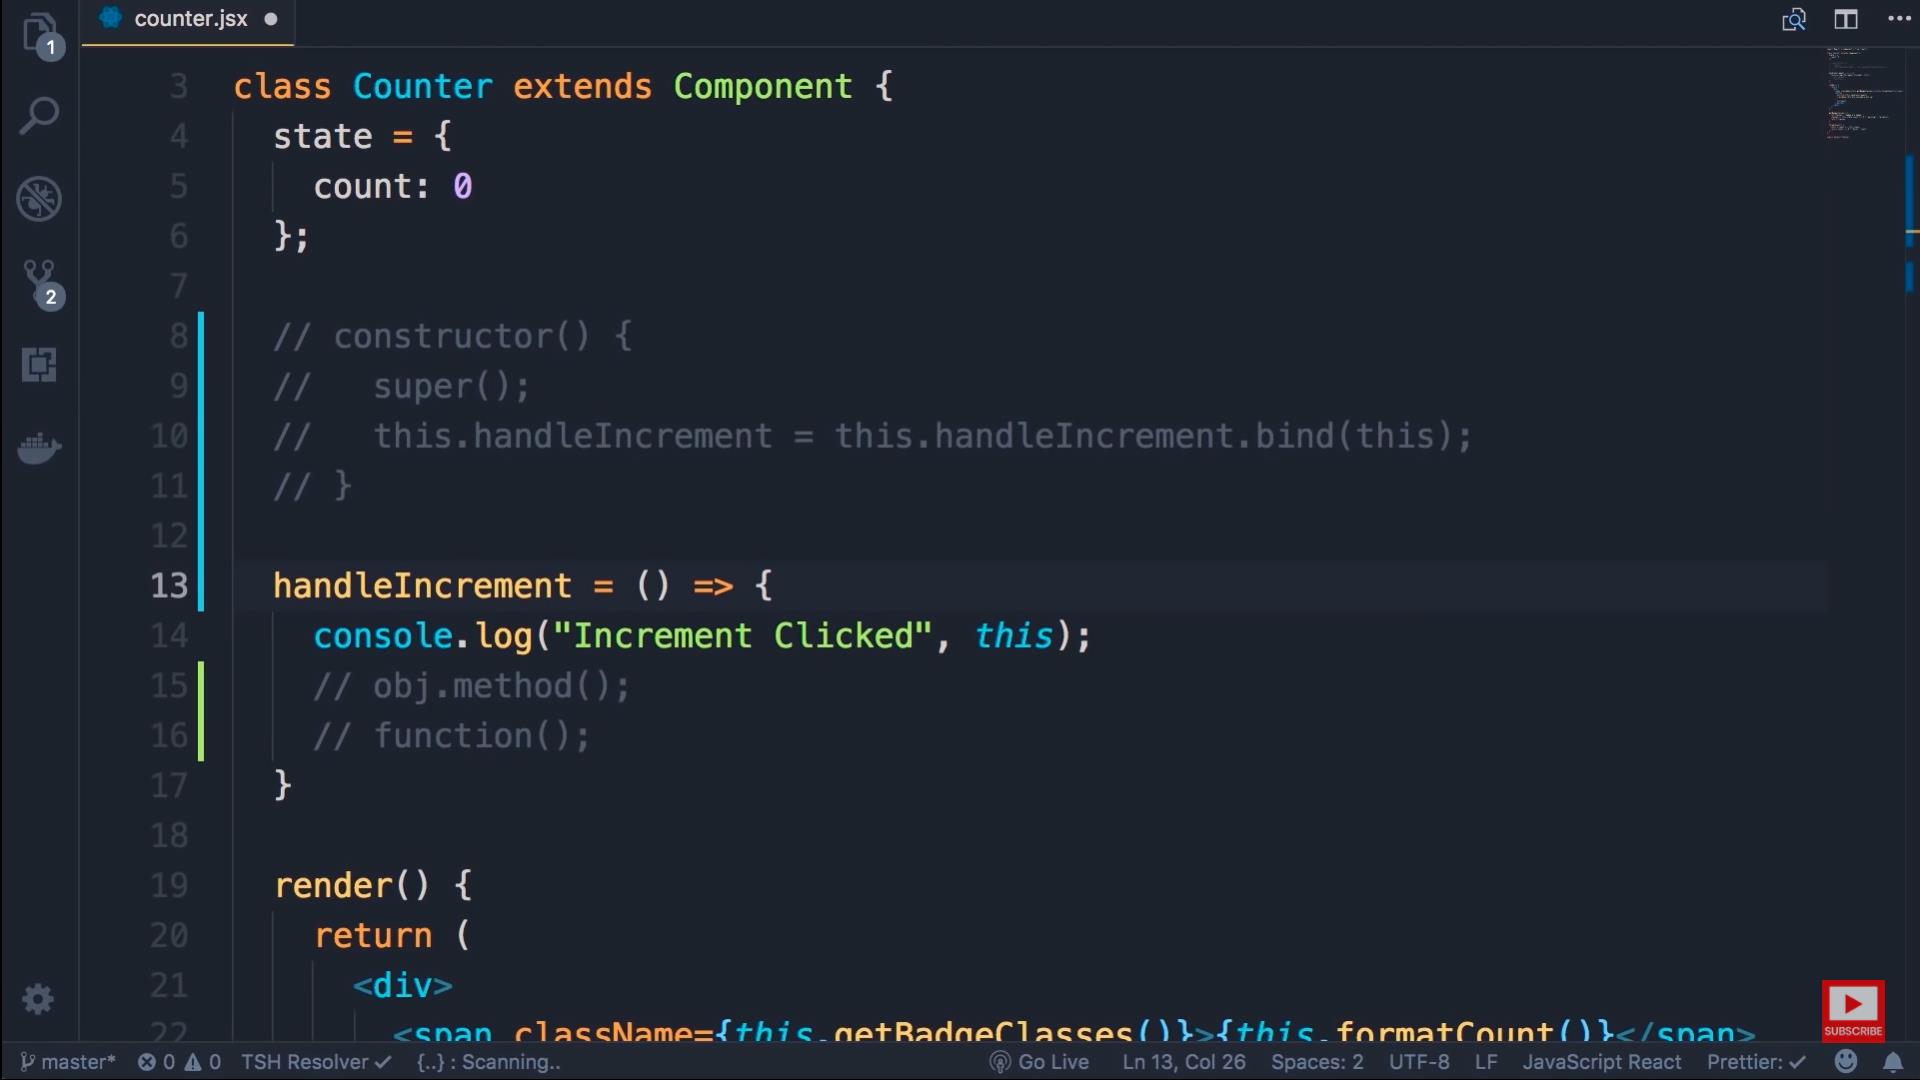 counter.jsx
1
3 class Counter extends Component {
4 state = {
5 count: 0
6 };
7
8 // constructor() {
9 // super();
10 // this.handleIncrement = this.handleIncrement.bind(this);
11 // }
12
13 handleIncrement = () => {
14 console.log("Increment Clicked", this);
15 // obj.method();
16 // function();
17 }
18
19 render() {
20 return (
21 <div>
22 <span className={this.getBadgeClasses()}>{this.formatCount()}</span>
2
SUBSCRIBE
master* 0 0 TSH Resolver ✓ {..} : Scanning.. Go Live Ln 13, Col 26 Spaces: 2 UTF-8 LF JavaScript React Prettier: ✓